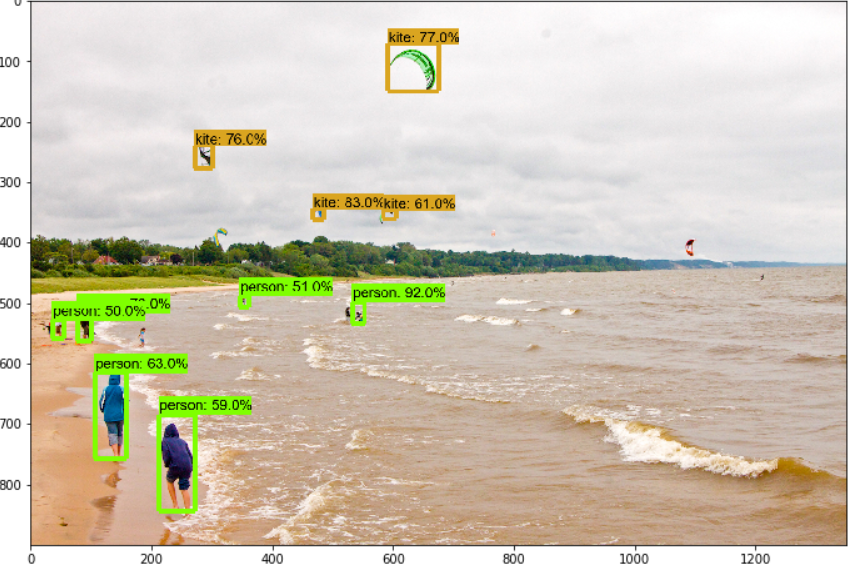 0
100
200
300
400
500
600
700
800
kite: 77.0%
kite: 76.0%
kite: 83.0%
kite: 61.0%
person: 51.0%
person: 92.0%
person: 50.0%
person: 63.0%
person: 59.0%
0 200 400 600 800 1000 1200